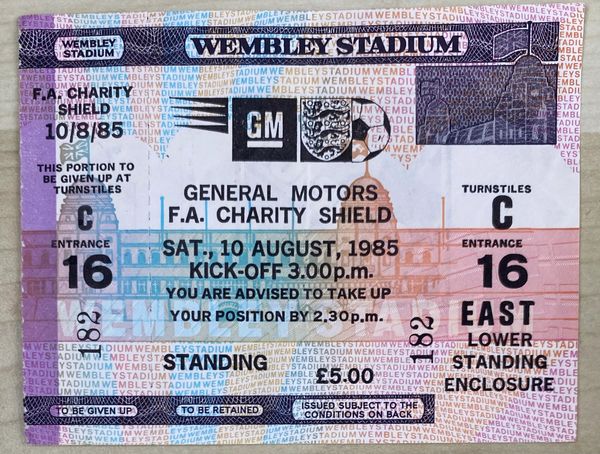 WEMBLEY STADIUM
WEMBLEY STADIUM
F.A. CHARITY
SHIELD
10/8/85
THIS PORTION TO
BE GIVEN UP AT
TURNSTILES
C
ENTRANCE
16
182
TO BE GIVEN UP
GM
GENERAL MOTORS
F.A. CHARITY SHIELD
SAT., 10 AUGUST, 1985
KICK-OFF 3.00p.m.
YOU ARE ADVISED TO TAKE UP
YOUR POSITION BY 2,30p.m.
WEMBLEY STADIUM
STANDING
£5.00
TO BE RETAINED
ISSUED SUBJECT TO THE
CONDITIONS ON BACK
TURNSTILES
C
ENTRANCE
16
EAST
182
LOWER
STANDING
ENCLOSURE